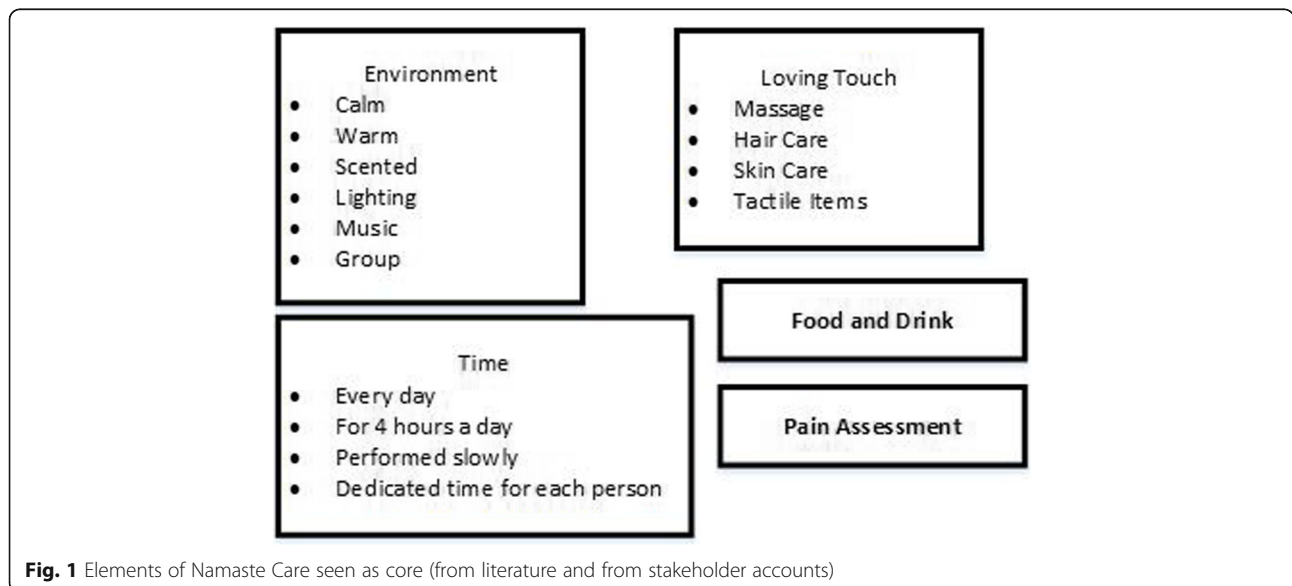 Environment
• Calm
• Warm
• Scented
• Lighting
• Music
• Group
Loving Touch
• Massage
• Hair Care
• Skin Care
• Tactile Items
Time
• Every day
• For 4 hours a day
• Performed slowly
• Dedicated time for each person
Food and Drink
Pain Assessment
Fig. 1 Elements of Namaste Care seen as core (from literature and from stakeholder accounts)